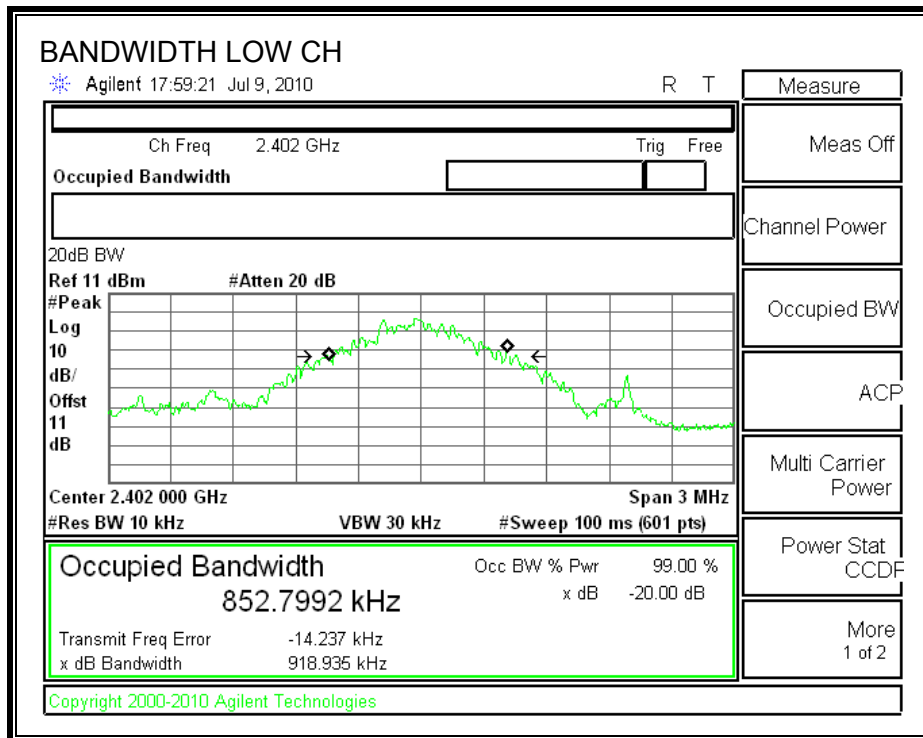 BANDWIDTH LOW CH
Agilent 17:59:21 Jul 9, 2010 R T
Measure
Ch Freq 2.402 GHz Trig Free
Meas Off
Occupied Bandwidth
Channel Power
20dB BW
Ref 11 dBm #Atten 20 dB
#Peak
Log
10
dB/
Offst
11
dB
Occupied BW
ACP
Multi Carrier
Power
Center 2.402 000 GHz Span 3 MHz
#Res BW 10 kHz VBW 30 kHz #Sweep 100 ms (601 pts)
Power Stat
CCDF
Occupied Bandwidth Occ BW % Pwr 99.00 %
852.7992 kHz x dB -20.00 dB
Transmit Freq Error -14.237 kHz
x dB Bandwidth 918.935 kHz
More
1 of 2
Copyright 2000-2010 Agilent Technologies